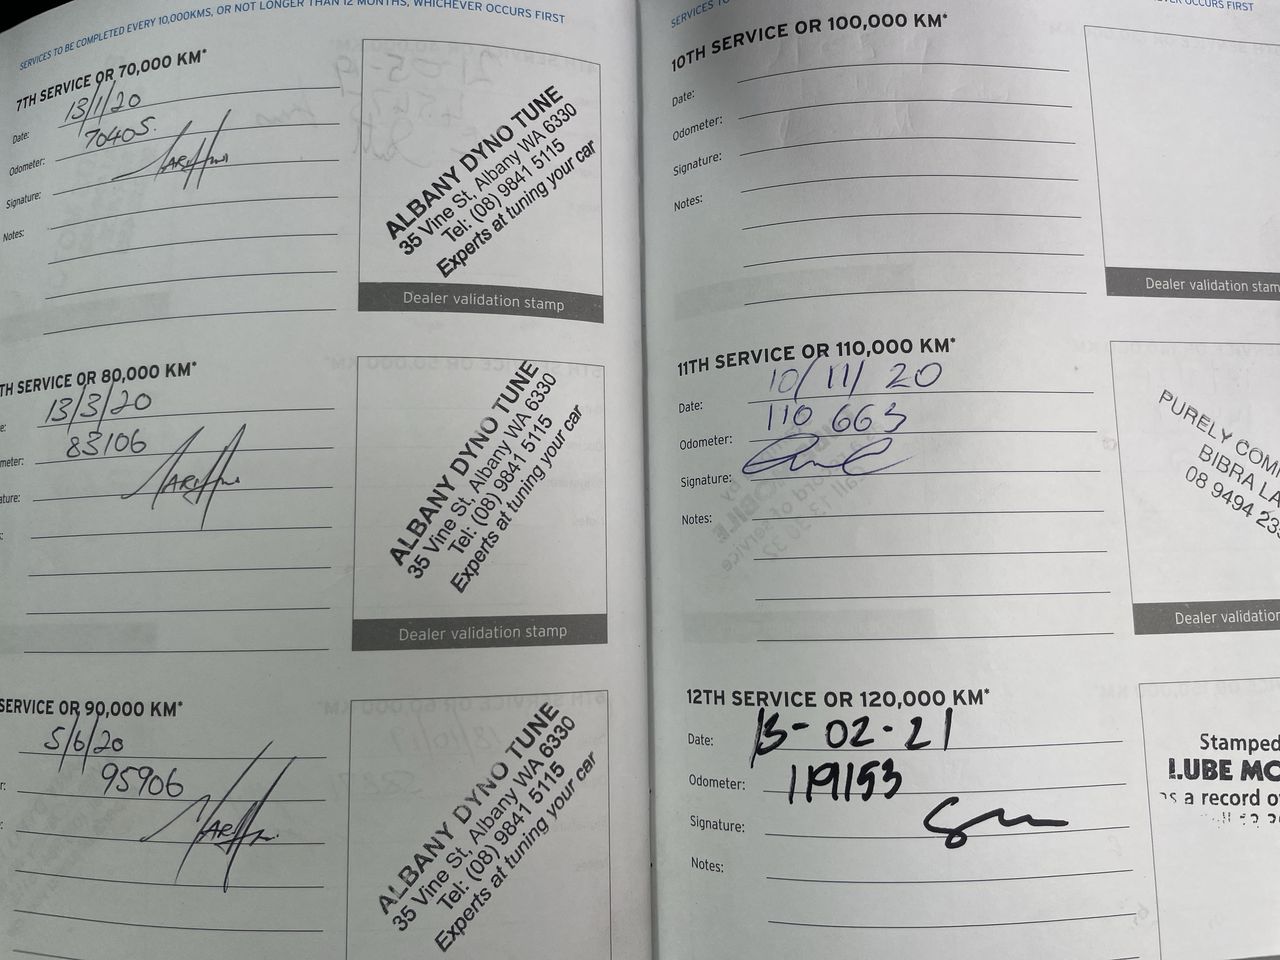 SERVICES TO BE COMPLETED EVERY 10,000KMS, OR NOT LONGER THAN 12 MONTHS, WHICHEVER OCCURS FIRST
7TH SERVICE OR 70,000 KM*
Date: 13/1/20
Odometer: 70405.
Signature:
Notes:
ALBANY DYNO TUNE
35 Vine St, Albany WA 6330
Tel: (08) 9841 5115
Experts at tuning your car
Dealer validation stamp
TH SERVICE OR 80,000 KM*
e: 13/3/20
meter: 83106
ature:
ALBANY DYNO TUNE
35 Vine St, Albany WA 6330
Tel: (08) 9841 5115
Experts at tuning your car
Dealer validation stamp
SERVICE OR 90,000 KM*
5/6/20
r: 95906
ALBANY DYNO TUNE
35 Vine St, Albany WA 6330
Tel: (08) 9841 5115
Experts at tuning your car
SERVICES TO
VER OCCURS FIRST
10TH SERVICE OR 100,000 KM*
Date:
Odometer:
Signature:
Notes:
Dealer validation stam
11TH SERVICE OR 110,000 KM*
Date: 10/11/20
Odometer: 110 663
Signature:
Notes:
PURELY COM
BIBRA LA
08 9494 23
Dealer validation
12TH SERVICE OR 120,000 KM*
Date: 13-02-21
Odometer: 119153
Signature:
Notes:
Stamped
LUBE MO
as a record o